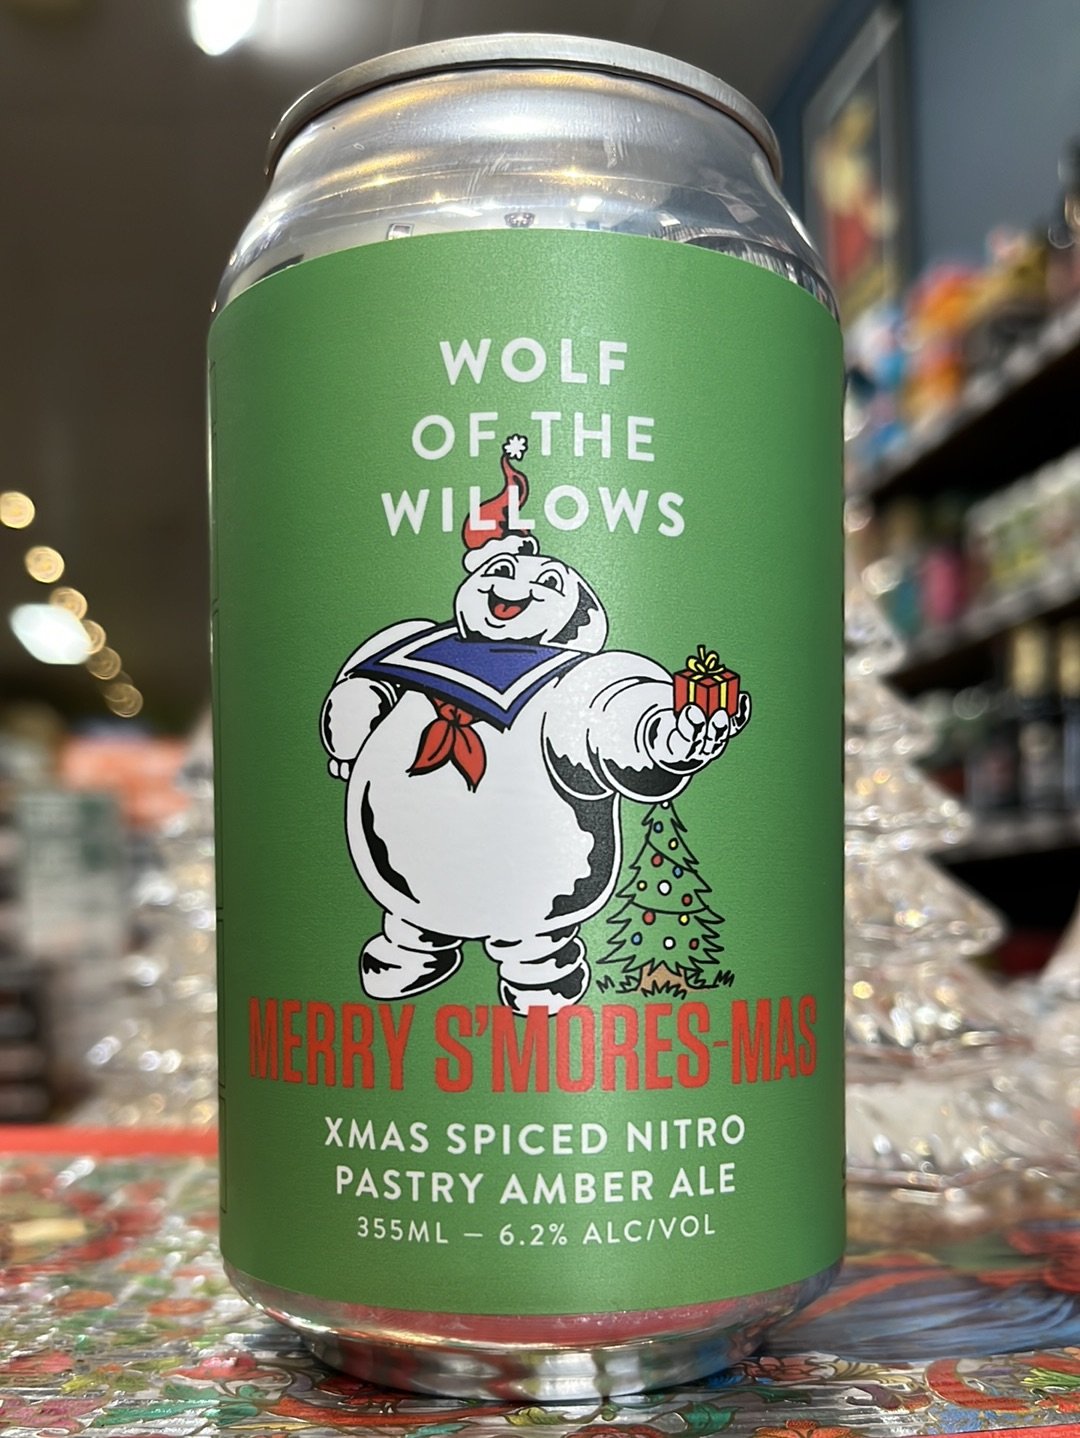 WOLF
OF THE
WILLOWS
MERRY S'MORES-MAS
XMAS SPICED NITRO
PASTRY AMBER ALE
355ML – 6.2% ALC/VOL